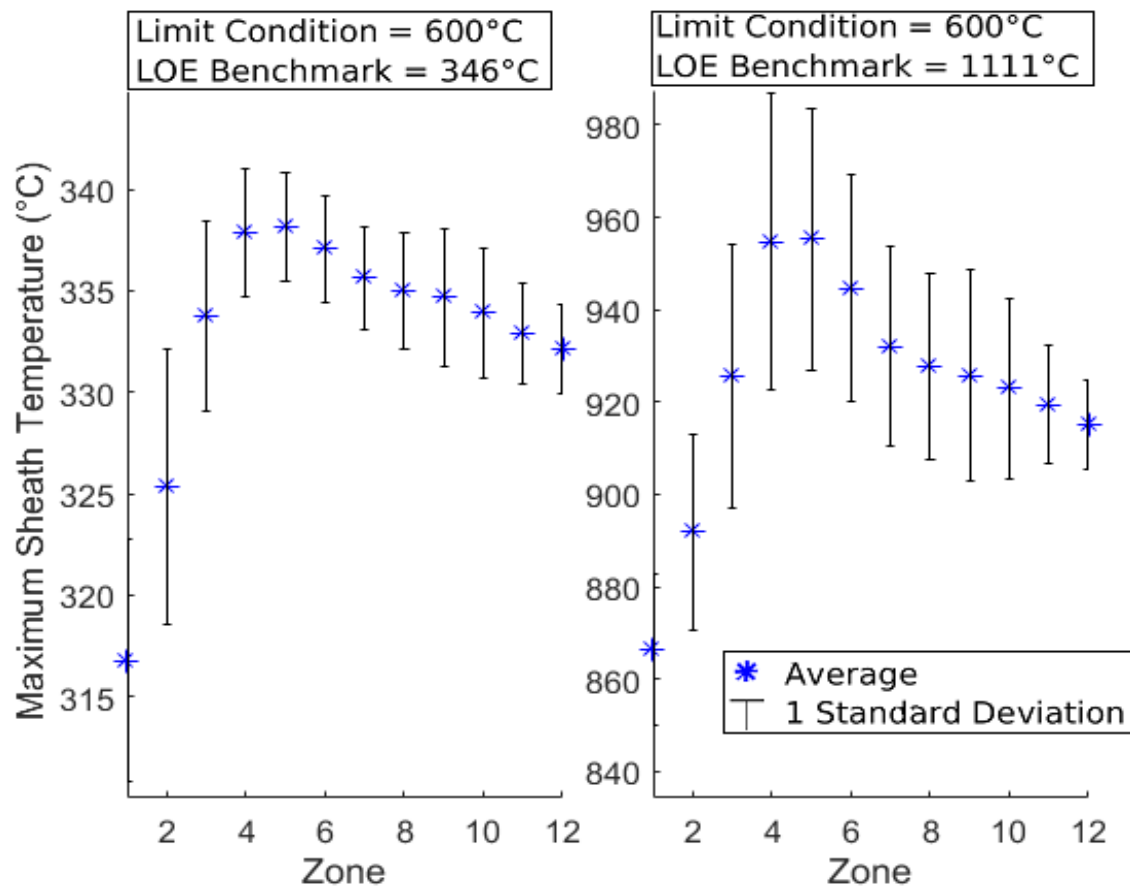 Limit Condition = 600°C
LOE Benchmark = 346°C
Limit Condition = 600°C
LOE Benchmark = 1111°C
Maximum Sheath Temperature (°C)
340
335
330
325
320
315
2 4 6 8 10 12
Zone
980
960
940
920
900
880
860
840
2 4 6 8 10 12
Zone
Average
1 Standard Deviation